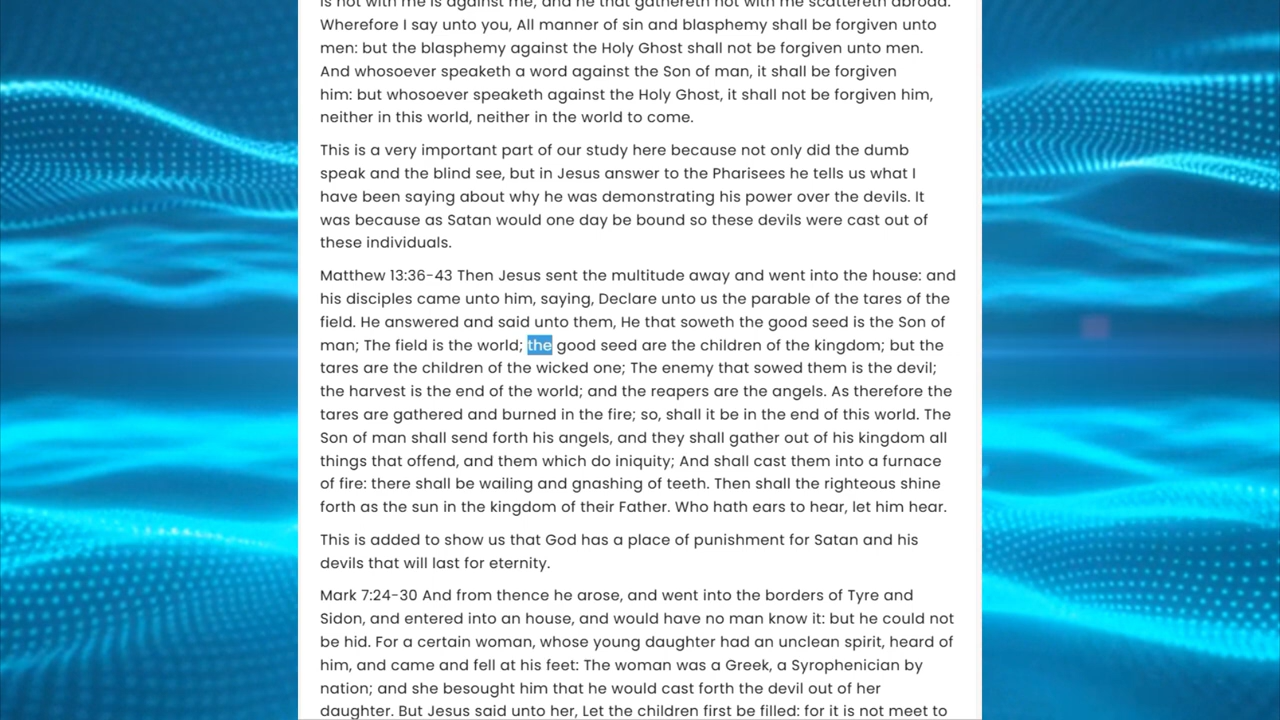 is not with me is against me, and he that gathereth not with me scattereth abroad.
Wherefore I say unto you, All manner of sin and blasphemy shall be forgiven unto
men: but the blasphemy against the Holy Ghost shall not be forgiven unto men.
And whosoever speaketh a word against the Son of man, it shall be forgiven
him: but whosoever speaketh against the Holy Ghost, it shall not be forgiven him,
neither in this world, neither in the world to come.
This is a very important part of our study here because not only did the dumb
speak and the blind see, but in Jesus answer to the Pharisees he tells us what I
have been saying about why he was demonstrating his power over the devils. It
was because as Satan would one day be bound so these devils were cast out of
these individuals.
Matthew 13:36-43 Then Jesus sent the multitude away and went into the house: and
his disciples came unto him, saying, Declare unto us the parable of the tares of the
field. He answered and said unto them, He that soweth the good seed is the Son of
man; The field is the world; the good seed are the children of the kingdom; but the
tares are the children of the wicked one; The enemy that sowed them is the devil;
the harvest is the end of the world; and the reapers are the angels. As therefore the
tares are gathered and burned in the fire; so, shall it be in the end of this world. The
Son of man shall send forth his angels, and they shall gather out of his kingdom all
things that offend, and them which do iniquity; And shall cast them into a furnace
of fire: there shall be wailing and gnashing of teeth. Then shall the righteous shine
forth as the sun in the kingdom of their Father. Who hath ears to hear, let him hear.
This is added to show us that God has a place of punishment for Satan and his
devils that will last for eternity.
Mark 7:24-30 And from thence he arose, and went into the borders of Tyre and
Sidon, and entered into an house, and would have no man know it: but he could not
be hid. For a certain woman, whose young daughter had an unclean spirit, heard of
him, and came and fell at his feet: The woman was a Greek, a Syrophenician by
nation; and she besought him that he would cast forth the devil out of her
daughter. But Jesus said unto her, Let the children first be filled: for it is not meet to